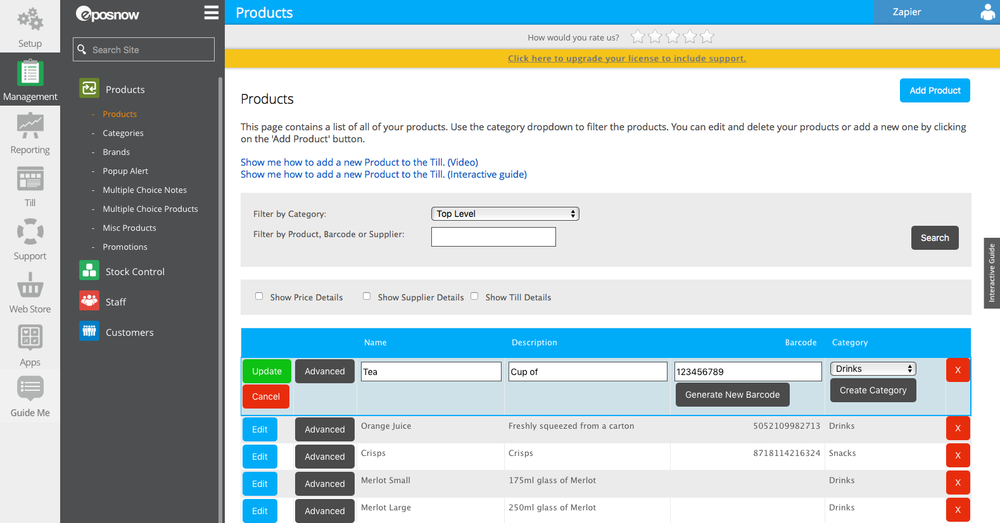 Setup
Management
Reporting
Till
Support
Web Store
Apps
Guide Me
eposnow
Search Site
Products
- Products
- Categories
- Brands
- Popup Alert
- Multiple Choice Notes
- Multiple Choice Products
- Misc Products
- Promotions
Stock Control
Staff
Customers
Products
Zapier
How would you rate us?
Click here to upgrade your license to include support.
Products
Add Product
This page contains a list of all of your products. Use the category dropdown to filter the products. You can edit and delete your products or add a new one by clicking
on the 'Add Product' button.
Show me how to add a new Product to the Till. (Video)
Show me how to add a new Product to the Till. (Interactive guide)
Filter by Category: Top Level
Filter by Product, Barcode or Supplier:
Search
Interactive Guide
Show Price Details Show Supplier Details Show Till Details
Name Description Barcode Category
Update Advanced Tea Cup of 123456789 Drinks X
Cancel Generate New Barcode Create Category
Edit Advanced Orange Juice Freshly squeezed from a carton 5052109982713 Drinks X
Edit Advanced Crisps Crisps 8718114216324 Snacks X
Edit Advanced Merlot Small 175ml glass of Merlot Drinks X
Edit Advanced Merlot Large 250ml glass of Merlot Drinks X